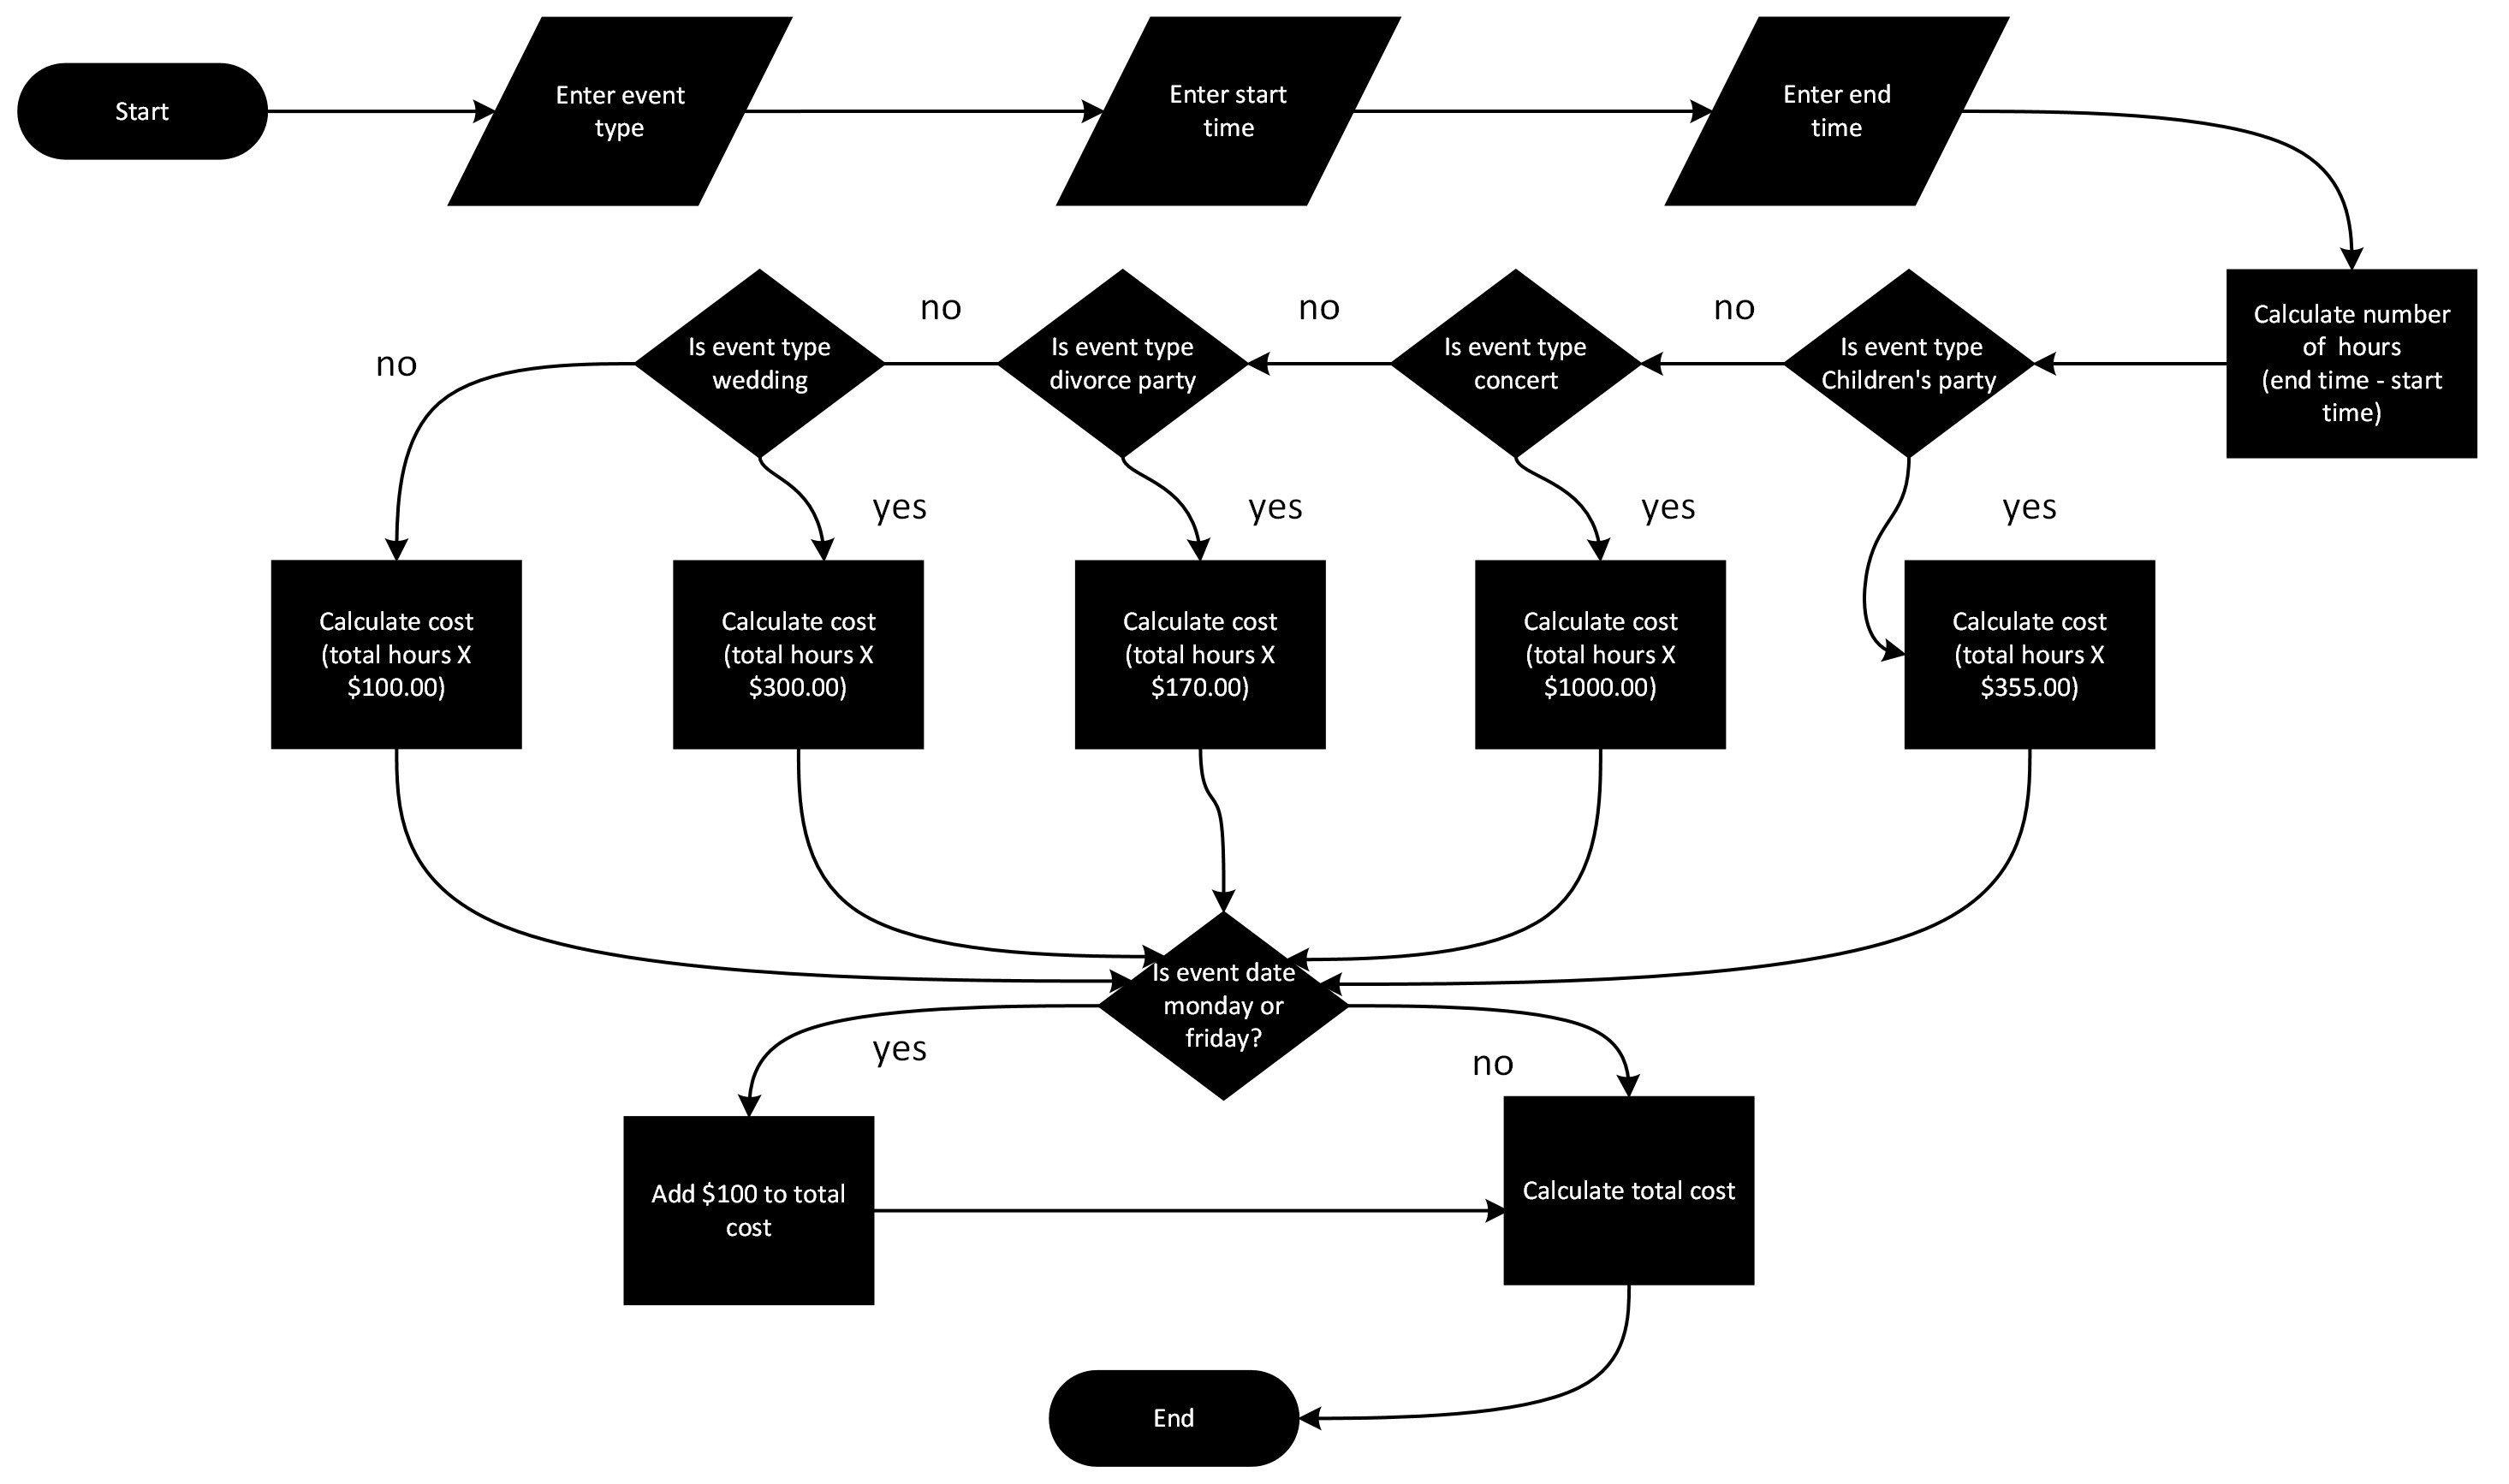 Start
Enter event
type
Enter start
time
Enter end
time
Calculate number
of  hours
(end time - start
time)
Is event type
Children's party
no
yes
Is event type
concert
no
yes
Is event type
divorce party
no
yes
Is event type
wedding
no
yes
Calculate cost
(total hours X
$100.00)
Calculate cost
(total hours X
$300.00)
Calculate cost
(total hours X
$170.00)
Calculate cost
(total hours X
$1000.00)
Calculate cost
(total hours X
$355.00)
Is event date
monday or
friday?
yes
no
Add $100 to total
cost
Calculate total cost
End